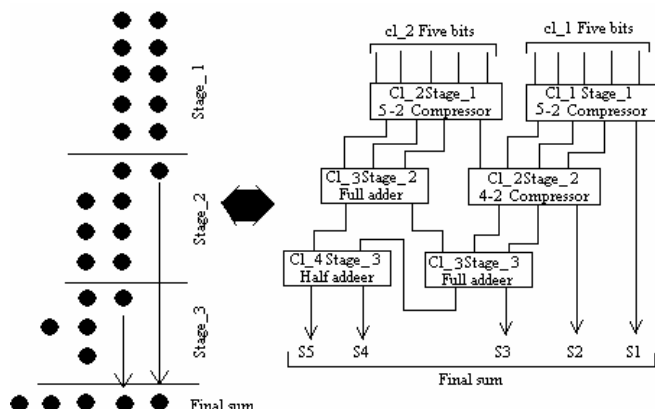 cl_2 Five bits
cl_1 Five bits
Stage_1
Cl_2Stage_1
5-2 Compressor
Cl_1 Stage_1
5-2 Compressor
Stage_2
Cl_3Stage_2
Full adder
Cl_2Stage_2
4-2 Compressor
Stage_3
Cl_4 Stage_3
Half addeer
Cl_3Stage_3
Full adeer
S5
S4
S3
S2
S1
Final sum
Final sum